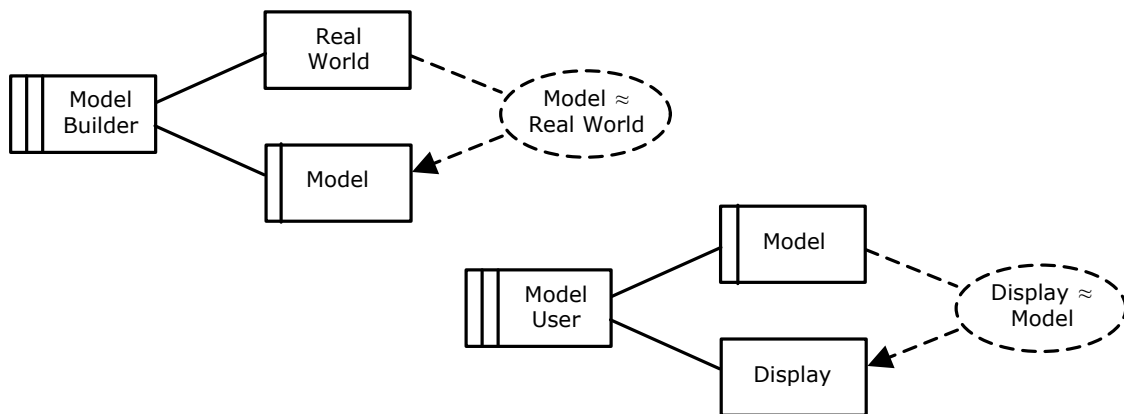 Real
World
Model
Builder
Model ≈
Real World
Model
Model
Model
User
Display ≈
Model
Display